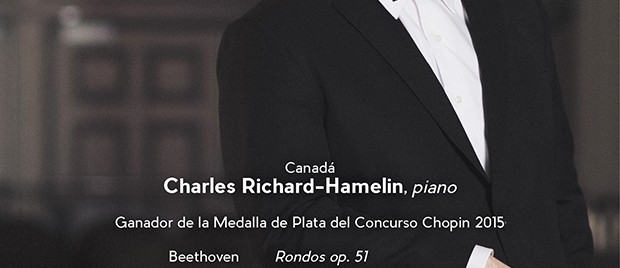 Canadá
Charles Richard-Hamelin, piano
Ganador de la Medalla de Plata del Concurso Chopin 2015
Beethoven Rondos op. 51